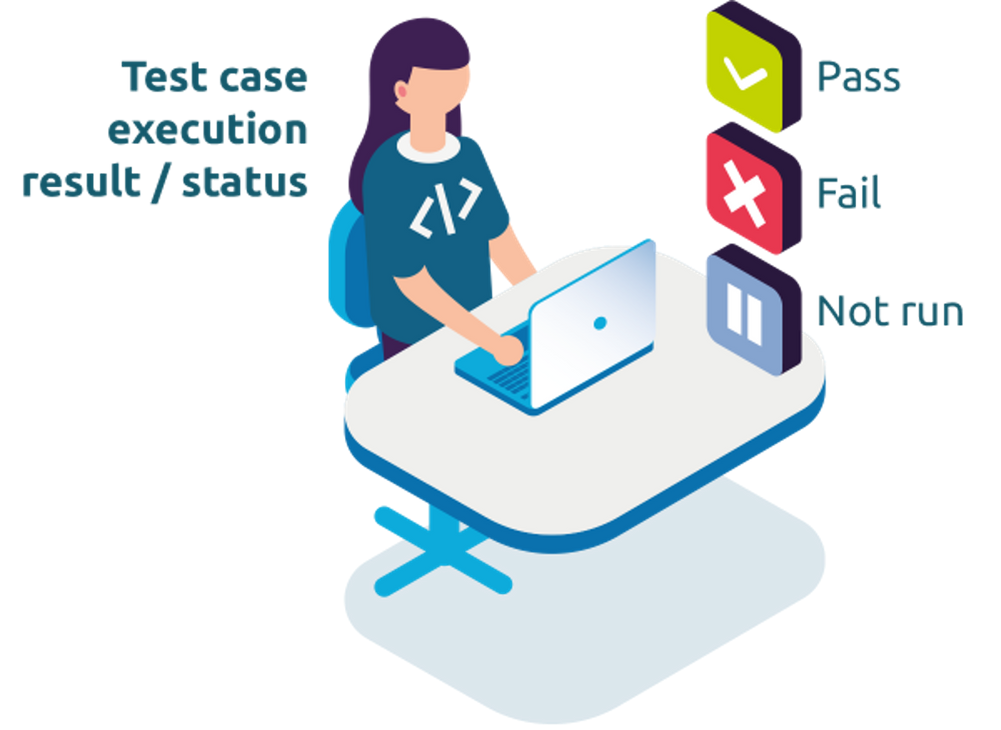 Test case
execution
result / status
Pass
Fail
Not run
</>